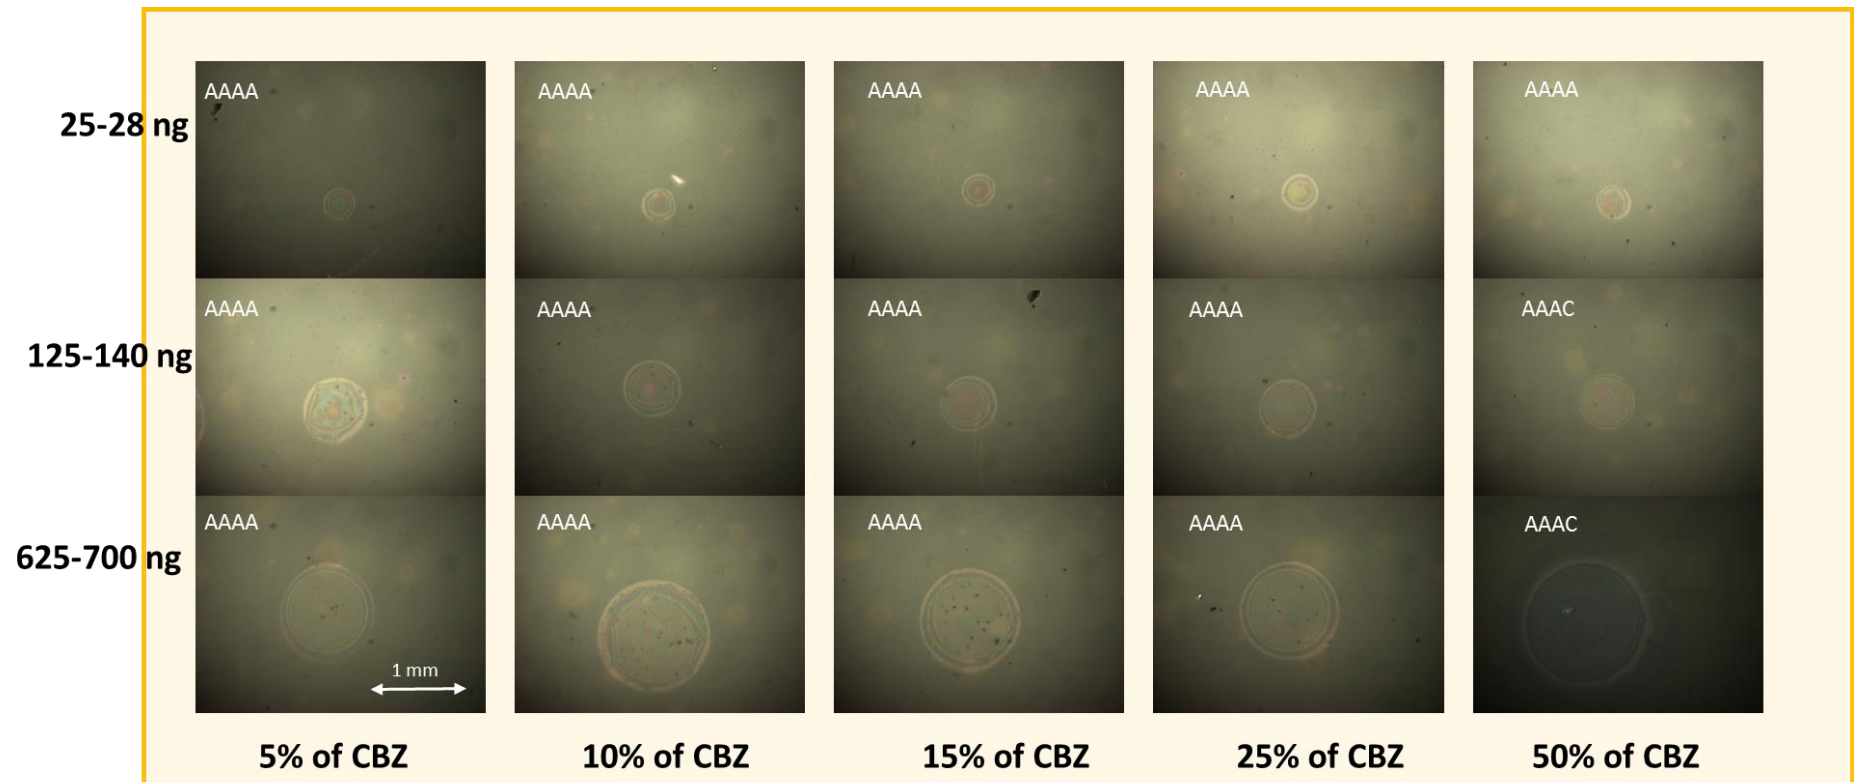 AAAA AAAA AAAA AAAA AAAA
25-28 ng
AAAA AAAA AAAA AAAA AAAC
125-140 ng
AAAA AAAA AAAA AAAA AAAC
625-700 ng
1 mm
5% of CBZ 10% of CBZ 15% of CBZ 25% of CBZ 50% of CBZ